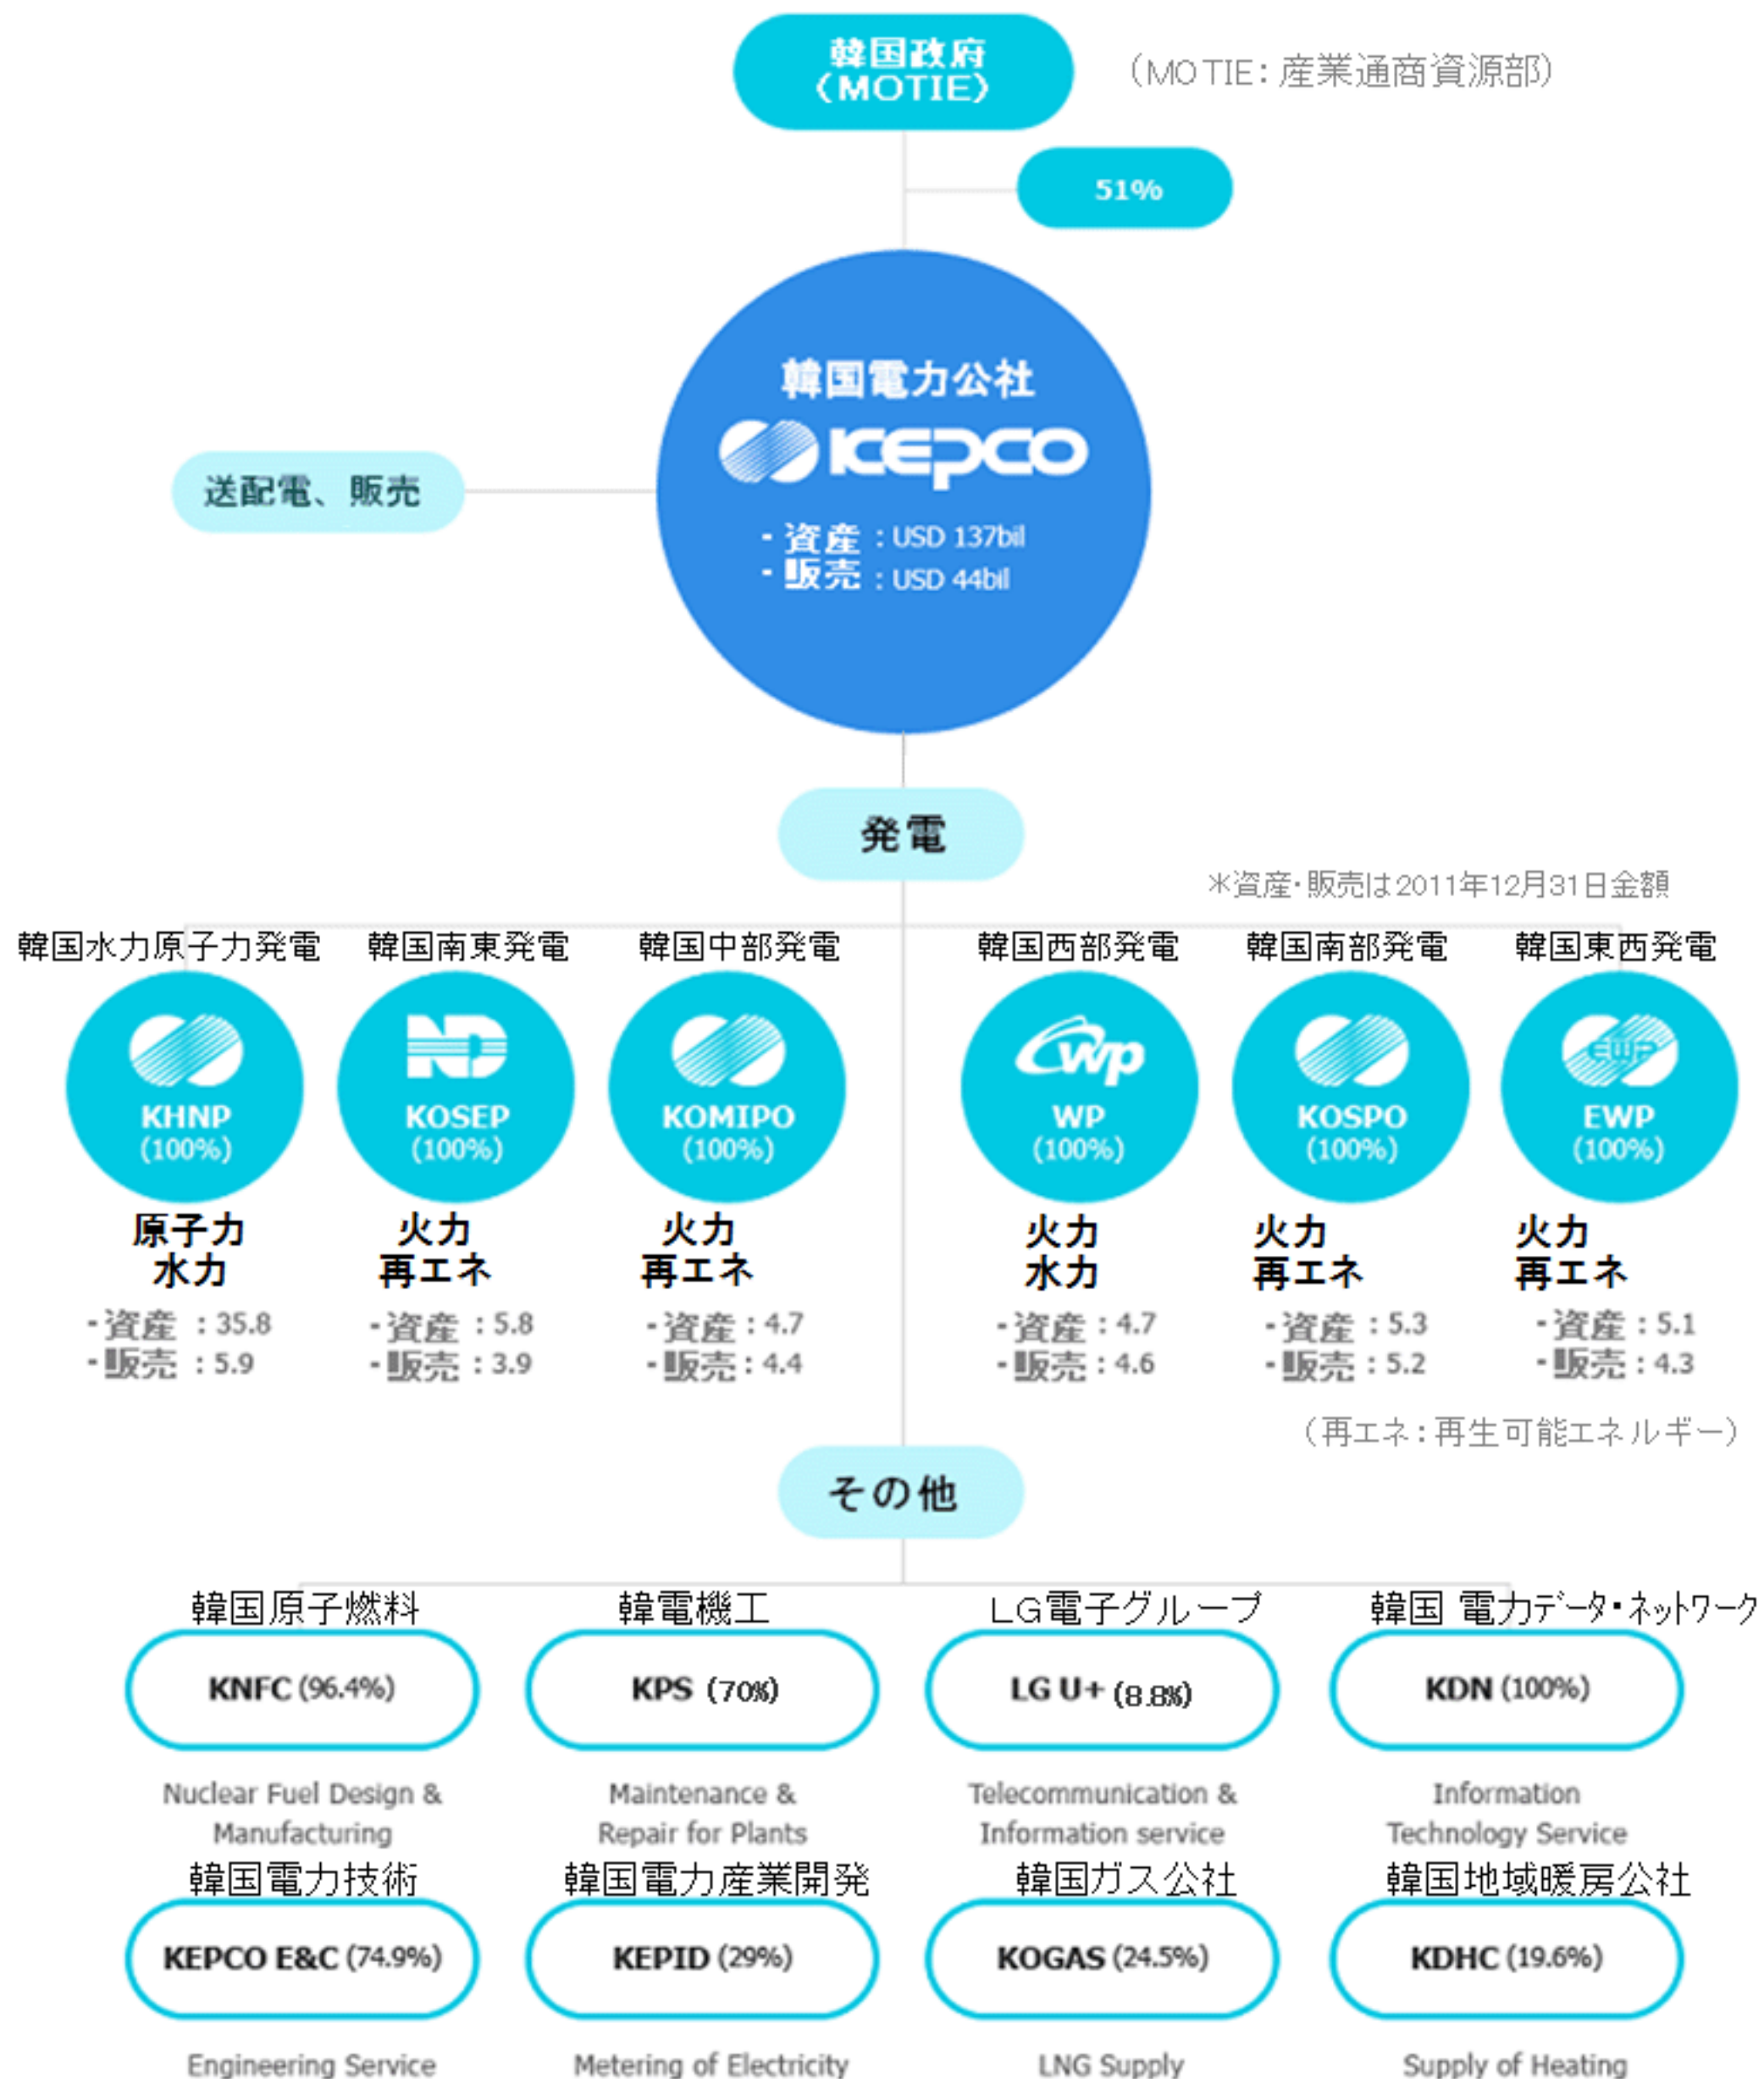 韓国政府
（MOTIE）
（MOTIE：産業通商資源部）
51%
韓国電力公社
KEPCO
- 資産 : USD 137bil
- 販売 : USD 44bil
送配電、販売
発電
＊資産・販売は2011年12月31日金額
韓国水力原子力発電
KHNP
(100%)
原子力
水力
- 資産 : 35.8
- 販売 : 5.9
韓国南東発電
ND
KOSEP
(100%)
火力
再エネ
- 資産 : 5.8
- 販売 : 3.9
韓国中部発電
KOMIPO
(100%)
火力
再エネ
- 資産 : 4.7
- 販売 : 4.4
韓国西部発電
wp
WP
(100%)
火力
水力
- 資産 : 4.7
- 販売 : 4.6
韓国南部発電
KOSPO
(100%)
火力
再エネ
- 資産 : 5.3
- 販売 : 5.2
韓国東西発電
EWP
EWP
(100%)
火力
再エネ
- 資産 : 5.1
- 販売 : 4.3
（再エネ：再生可能エネルギー）
その他
韓国原子燃料
KNFC (96.4%)
Nuclear Fuel Design &
Manufacturing
韓電機工
KPS (70%)
Maintenance &
Repair for Plants
ＬＧ電子グループ
LG U+ (8.8%)
Telecommunication &
Information service
韓国 電力データ・ネットワーク
KDN (100%)
Information
Technology Service
韓国電力技術
KEPCO E&C (74.9%)
Engineering Service
韓国電力産業開発
KEPID (29%)
Metering of Electricity
韓国ガス公社
KOGAS (24.5%)
LNG Supply
韓国地域暖房公社
KDHC (19.6%)
Supply of Heating